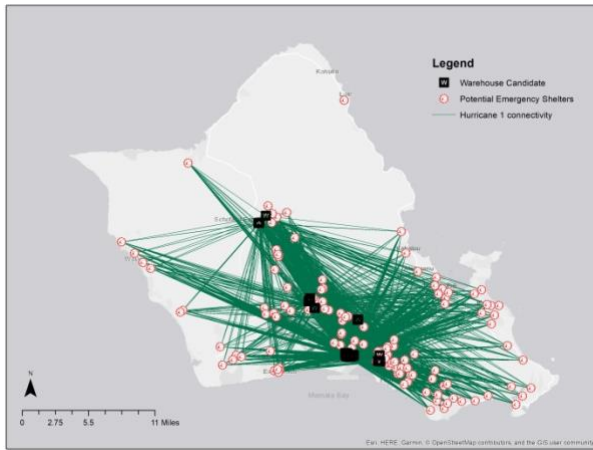 Legend
W Warehouse Candidate
Potential Emergency Shelters
Hurricane 1 connectivity
Mamala Bay
N
0 2.75 5.5 11 Miles
Esri, HERE, Garmin, © OpenStreetMap contributors, and the GIS user community